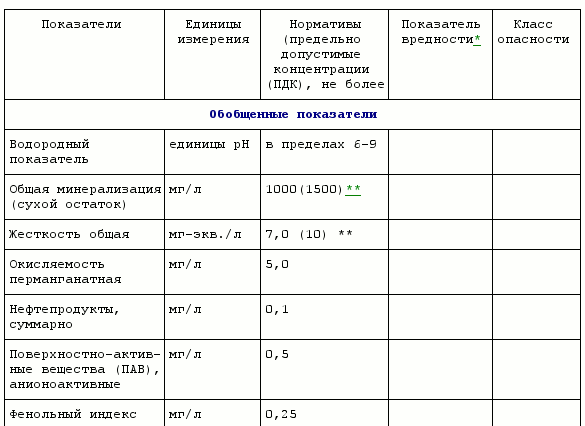 Показатели Единицы измерения Нормативы (предельно допустимые концентрации (ПДК), не более Показатель вредности* Класс опасности
Обобщенные показатели
Водородный показатель единицы рН в пределах 6-9
Общая минерализация (сухой остаток) мг/л 1000(1500)**
Жесткость общая мг-экв./л 7,0 (10) **
Окисляемость перманганатная мг/л 5,0
Нефтепродукты, суммарно мг/л 0,1
Поверхностно-актив-ные вещества (ПАВ), анионоактивные мг/л 0,5
Фенольный индекс мг/л 0,25